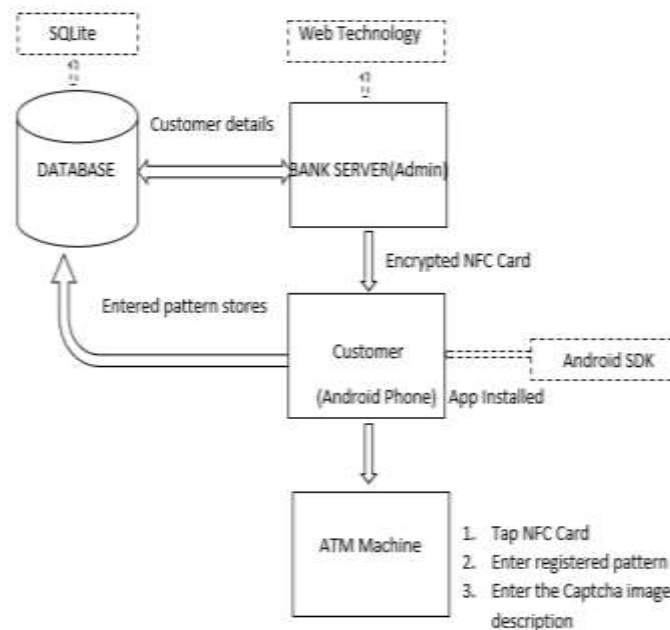 SQLite
Web Technology
Customer details
DATABASE
BANK SERVER(Admin)
Encrypted NFC Card
Entered pattern stores
Customer
Android SDK
(Android Phone)
App Installed
ATM Machine
1. Tap NFC Card
2. Enter registered pattern
3. Enter the Captcha image
description